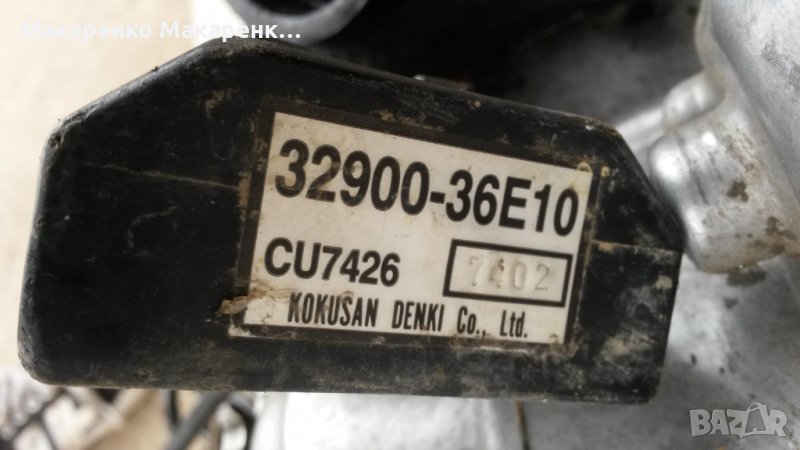 Макаренко Макаренк...
32900-36E10
CU7426 7402
KOKUSAN DENKI Co., Ltd.
BAZAR